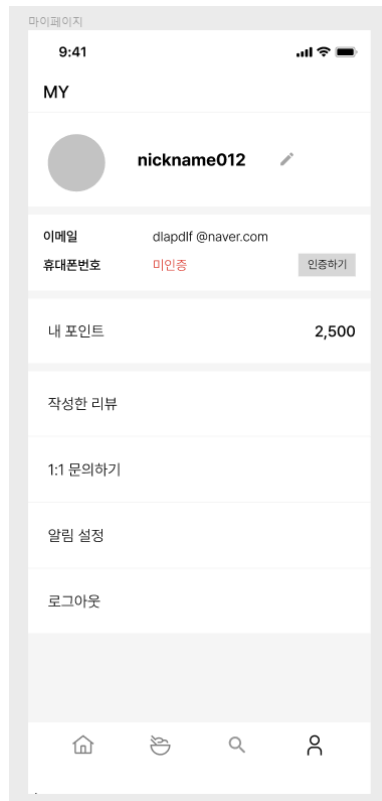 마이페이지
9:41
MY
nickname012
이메일 dlapdlf @naver.com
휴대폰번호 미인증 인증하기
내 포인트 2,500
작성한 리뷰
1:1 문의하기
알림 설정
로그아웃